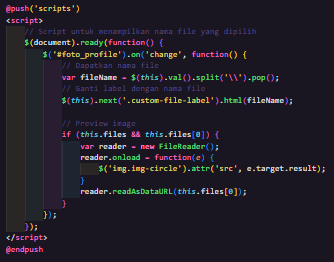 @push('scripts')
<script>
    // Script untuk menampilkan nama file yang dipilih
    $(document).ready(function() {
        $('#foto_profile').on('change', function() {
            // Dapatkan nama file
            var fileName = $(this).val().split('\\').pop();
            // Ganti label dengan nama file
            $(this).next('.custom-file-label').html(fileName);

            // Preview image
            if (this.files && this.files[0]) {
                var reader = new FileReader();
                reader.onload = function(e) {
                    $('img.img-circle').attr('src', e.target.result);
                }
                reader.readAsDataURL(this.files[0]);
            }
        });
    });
</script>
@endpush